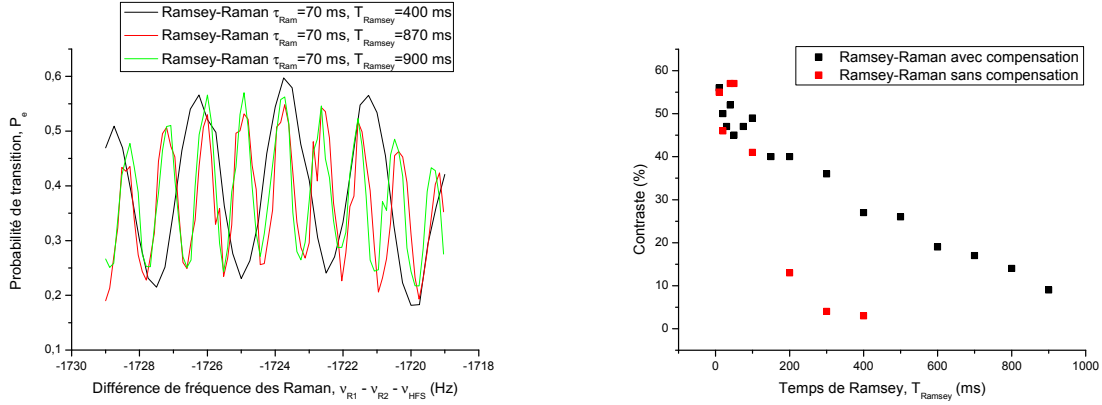 Ramsey-Raman τRam=70 ms, TRamsey=400 ms
Ramsey-Raman τRam=70 ms, TRamsey=870 ms
Ramsey-Raman τRam=70 ms, TRamsey=900 ms
0,6
0,5
0,4
0,3
0,2
0,1
Probabilité de transition, Pe
-1730 -1728 -1726 -1724 -1722 -1720 -1718
Différence de fréquence des Raman, νR1 - νR2 - νHFS (Hz)
Ramsey-Raman avec compensation
Ramsey-Raman sans compensation
60
50
40
30
20
10
0
Contraste (%)
0 200 400 600 800 1000
Temps de Ramsey, TRamsey (ms)